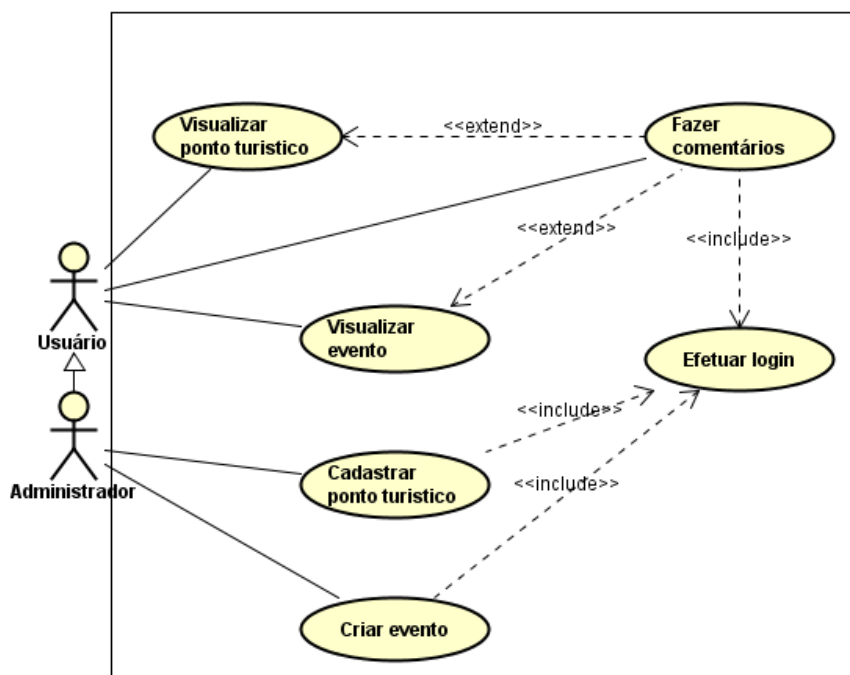 Visualizar
ponto turistico
<<extend>>
Fazer
comentários
<<extend>>
<<include>>
Usuário
Visualizar
evento
Efetuar login
<<include>>
Administrador
Cadastrar
ponto turistico
<<include>>
Criar evento